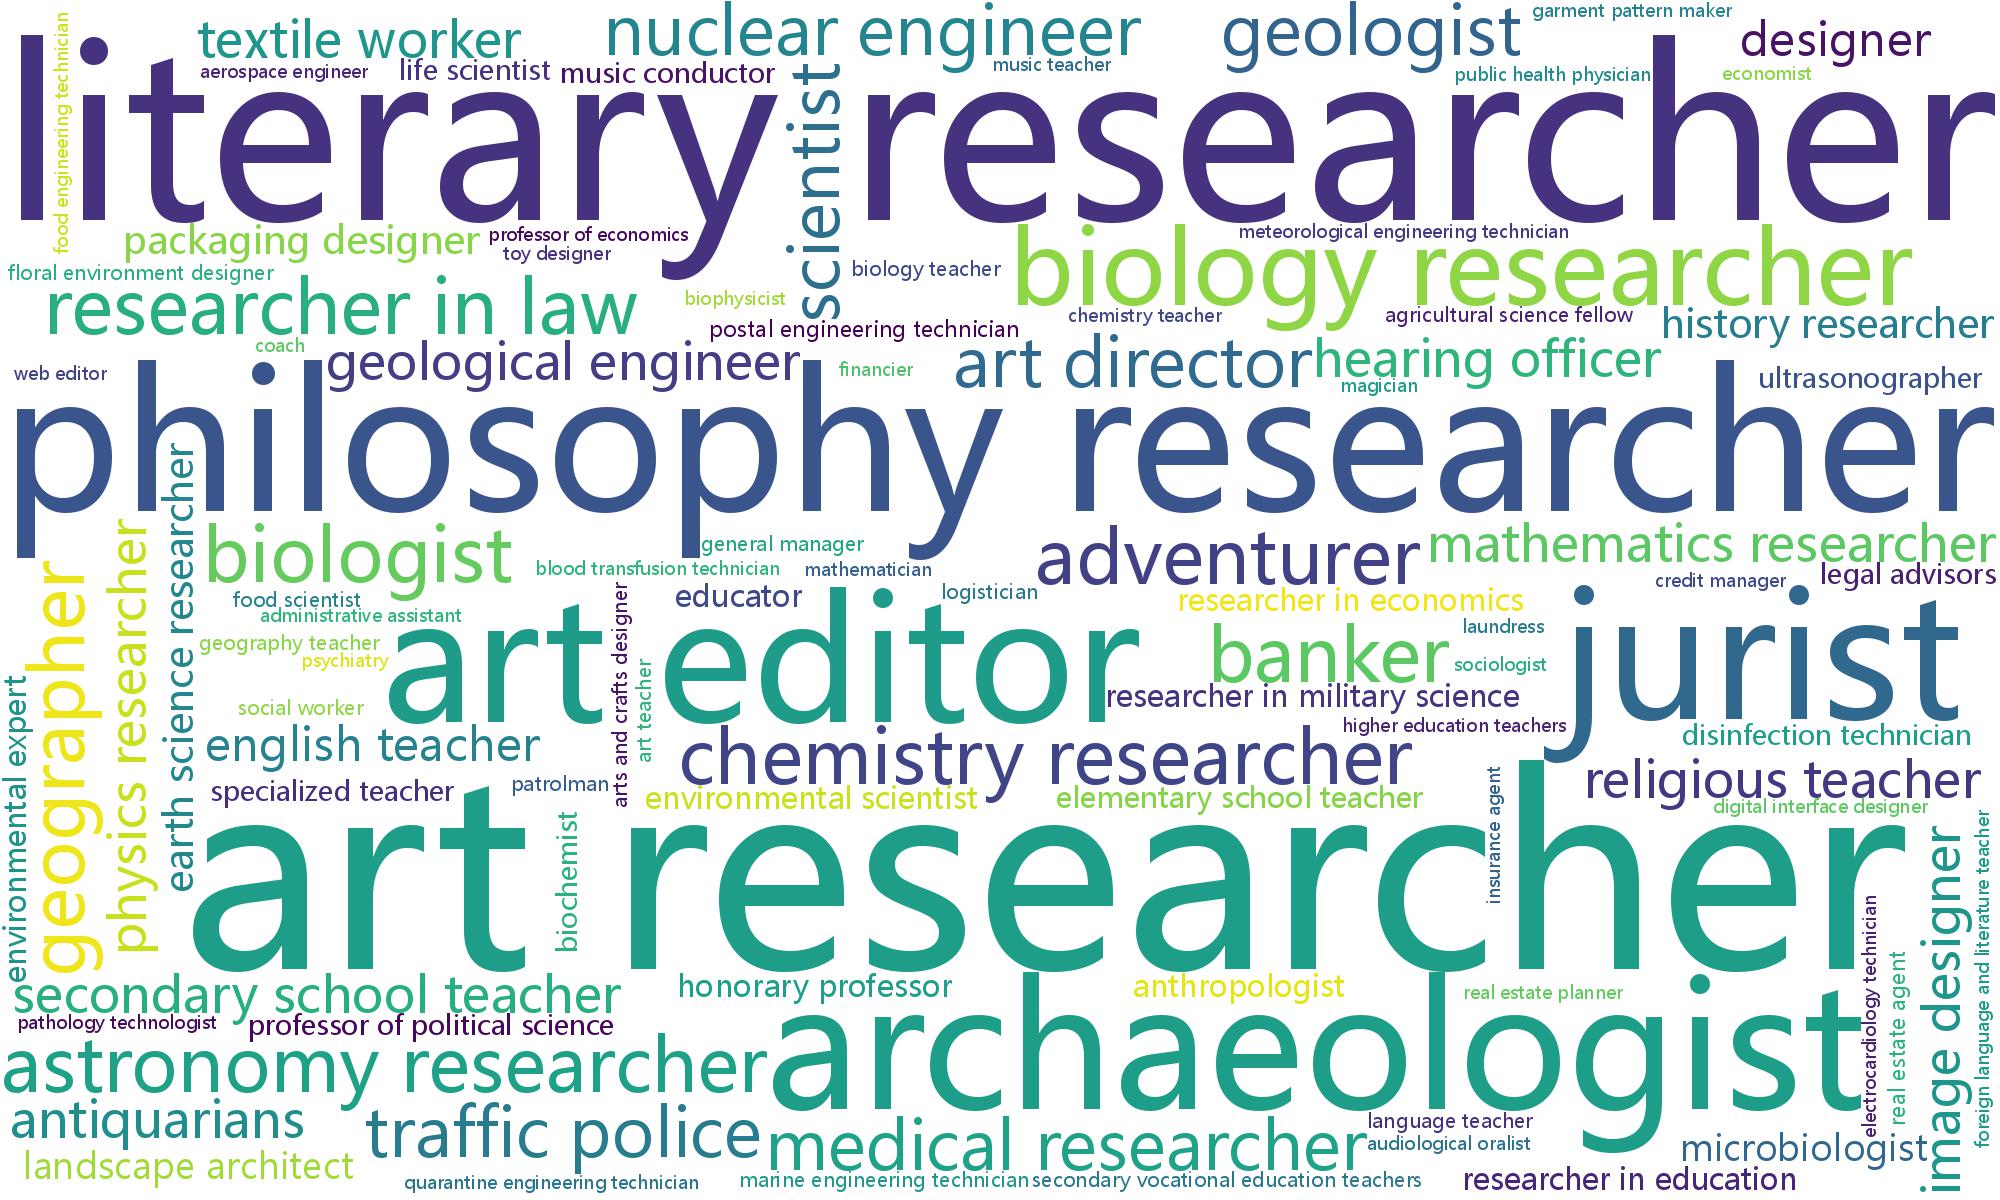 food engineering technician
textile worker
nuclear engineer
geologist
garment pattern maker
designer
aerospace engineer
life scientist
music conductor
scientist
music teacher
public health physician
economist
literary researcher
packaging designer
professor of economics
toy designer
meteorological engineering technician
biology researcher
floral environment designer
biology teacher
researcher in law
biophysicist
postal engineering technician
chemistry teacher
agricultural science fellow
history researcher
coach
geological engineer
art director
hearing officer
web editor
financier
magician
ultrasonographer
philosophy researcher
earth science researcher
physics researcher
geographer
biologist
general manager
adventurer
mathematics researcher
blood transfusion technician
mathematician
credit manager
legal advisors
food scientist
educator
logistician
researcher in economics
administrative assistant
arts and crafts designer
art editor
banker
laundress
jurist
geography teacher
psychiatry
art teacher
sociologist
environmental expert
social worker
researcher in military science
higher education teachers
english teacher
chemistry researcher
disinfection technician
specialized teacher
patrolman
environmental scientist
elementary school teacher
insurance agent
religious teacher
digital interface designer
art researcher
biochemist
image designer
foreign language and literature teacher
electrocardiology technician
real estate agent
secondary school teacher
honorary professor
anthropologist
real estate planner
pathology technologist
professor of political science
archaeologist
astronomy researcher
antiquarians
traffic police
medical researcher
language teacher
audiological oralist
microbiologist
landscape architect
quarantine engineering technician
marine engineering technician
secondary vocational education teachers
researcher in education